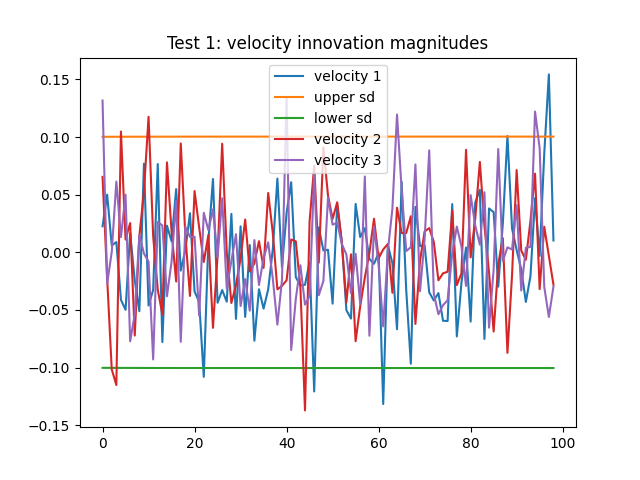 Test 1: velocity innovation magnitudes
velocity 1
upper sd
lower sd
velocity 2
velocity 3
0.15
0.10
0.05
0.00
−0.05
−0.10
−0.15
0
20
40
60
80
100